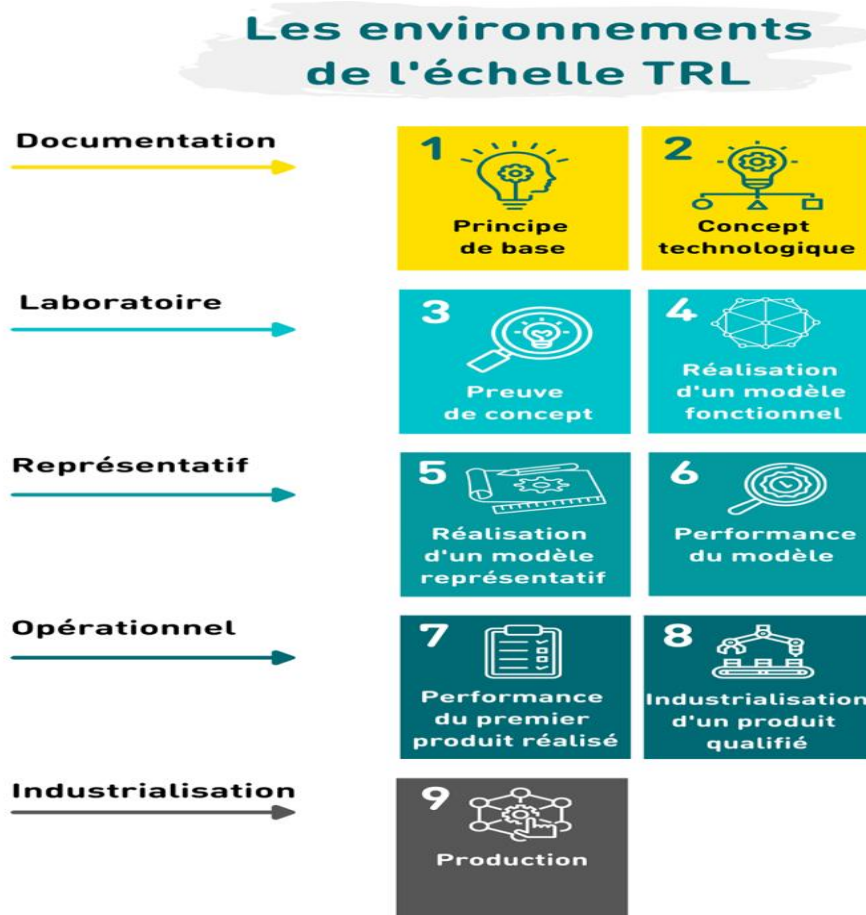 Les environnements
de l'échelle TRL
Documentation
1
Principe
de base
2
Concept
technologique
Laboratoire
3
Preuve
de concept
4
Réalisation
d'un modèle
fonctionnel
Représentatif
5
Réalisation
d'un modèle
représentatif
6
Performance
du modèle
Opérationnel
7
Performance
du premier
produit réalisé
8
Industrialisation
d'un produit
qualifié
Industrialisation
9
Production